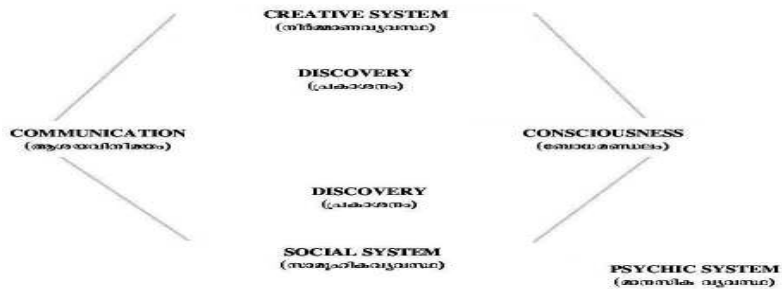 CREATIVE SYSTEM
(നിർമ്മാണവ്യവസ്ഥ)
DISCOVERY
(പ്രകാശനം)
COMMUNICATION
(ആശയവിനിമയം)
CONSCIOUSNESS
(ബോധമണ്ഡലം)
DISCOVERY
(പ്രകാശനം)
SOCIAL SYSTEM
(സാമൂഹികവ്യവസ്ഥ)
PSYCHIC SYSTEM
(മാനസിക വ്യവസ്ഥ)